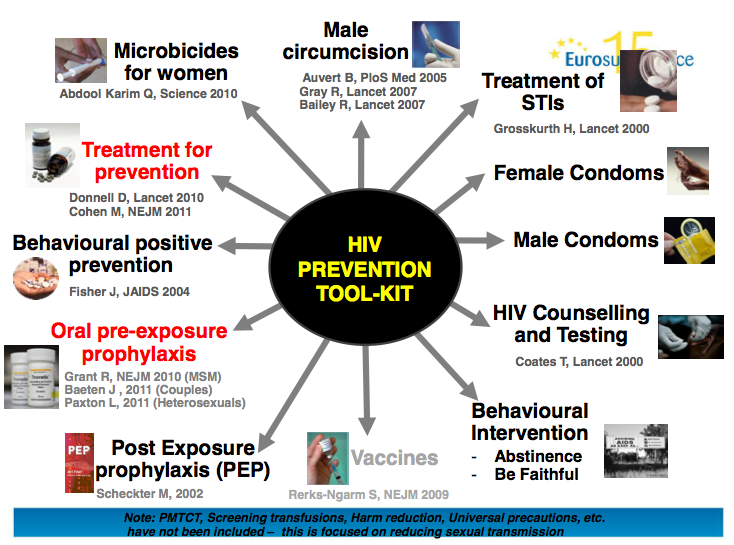 Male
circumcision
Auvert B, PloS Med 2005
Gray R, Lancet 2007
Bailey R, Lancet 2007
Microbicides
for women
Abdool Karim Q, Science 2010
15
Eurosu ce
Treatment of
STIs
Grosskurth H, Lancet 2000
Treatment for
prevention
Donnell D, Lancet 2010
Cohen M, NEJM 2011
Female Condoms
Behavioural positive
prevention
Fisher J, JAIDS 2004
HIV
PREVENTION
TOOL-KIT
Male Condoms
Oral pre-exposure
prophylaxis
Grant R, NEJM 2010 (MSM)
Baeten J , 2011 (Couples)
Paxton L, 2011 (Heterosexuals)
HIV Counselling
and Testing
Coates T, Lancet 2000
Behavioural
Intervention
- Abstinence
- Be Faithful
PEP
Post Exposure
prophylaxis (PEP)
Scheckter M, 2002
Vaccines
Rerks-Ngarm S, NEJM 2009
Note: PMTCT, Screening transfusions, Harm reduction, Universal precautions, etc.
have not been included – this is focused on reducing sexual transmission